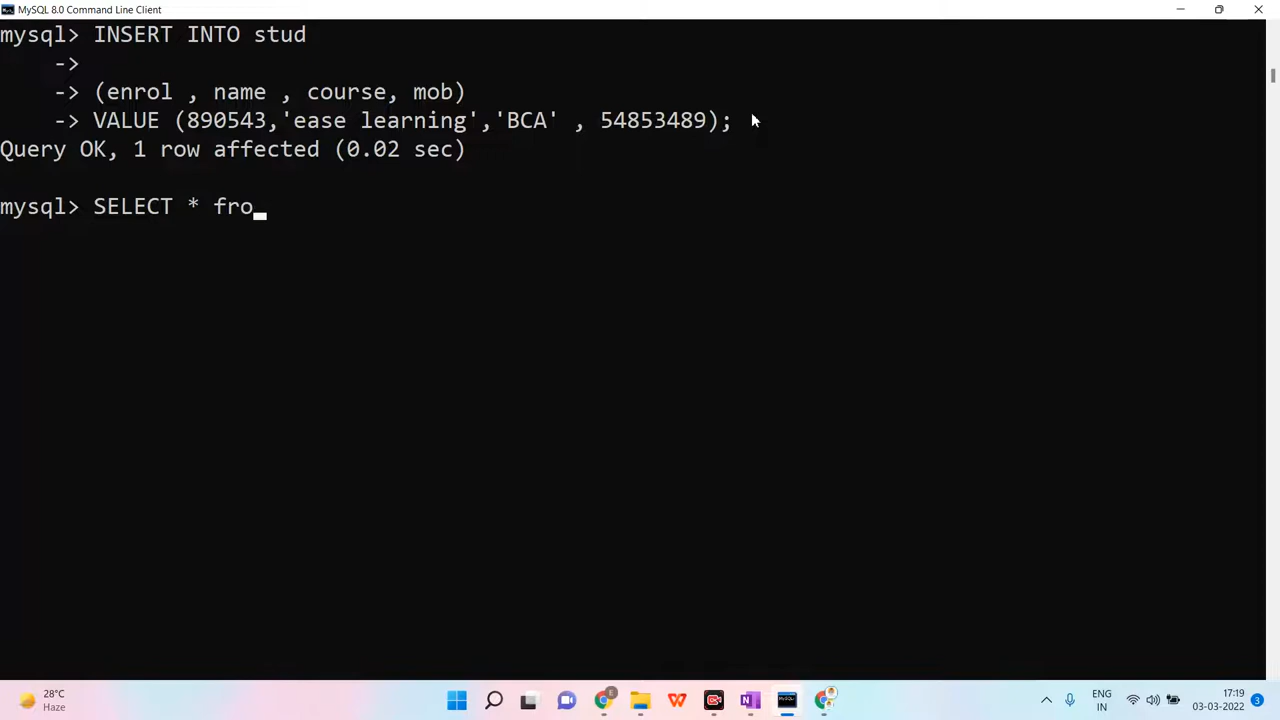 MySQL 8.0 Command Line Client
mysql> INSERT INTO stud
->
-> (enrol , name , course, mob)
-> VALUE (890543,'ease learning','BCA' , 54853489);
Query OK, 1 row affected (0.02 sec)
mysql> SELECT * fro
28°C
Haze
ENG
IN
17:19
03-03-2022
3